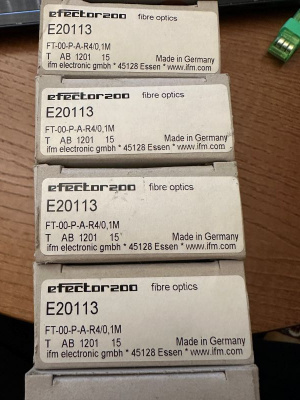 efector200 fibre optics
E20113
FT-00-P-A-R4/0,1M
T AB 1201 15 Made in Germany
ifm electronic gmbh * 45128 Essen * www.ifm.com
efector200 fibre optics
E20113
FT-00-P-A-R4/0,1M
T AB 1201 15 Made in Germany
ifm electronic gmbh * 45128 Essen * www.ifm.com
efector200 fibre optics
E20113
FT-00-P-A-R4/0,1M
T AB 1201 15 Made in Germany
ifm electronic gmbh * 45128 Essen * www.ifm.com
efector200 fibre optics
E20113
FT-00-P-A-R4/0,1M
T AB 1201 15 Made in Germany
ifm electronic gmbh * 45128 Essen * www.ifm.com